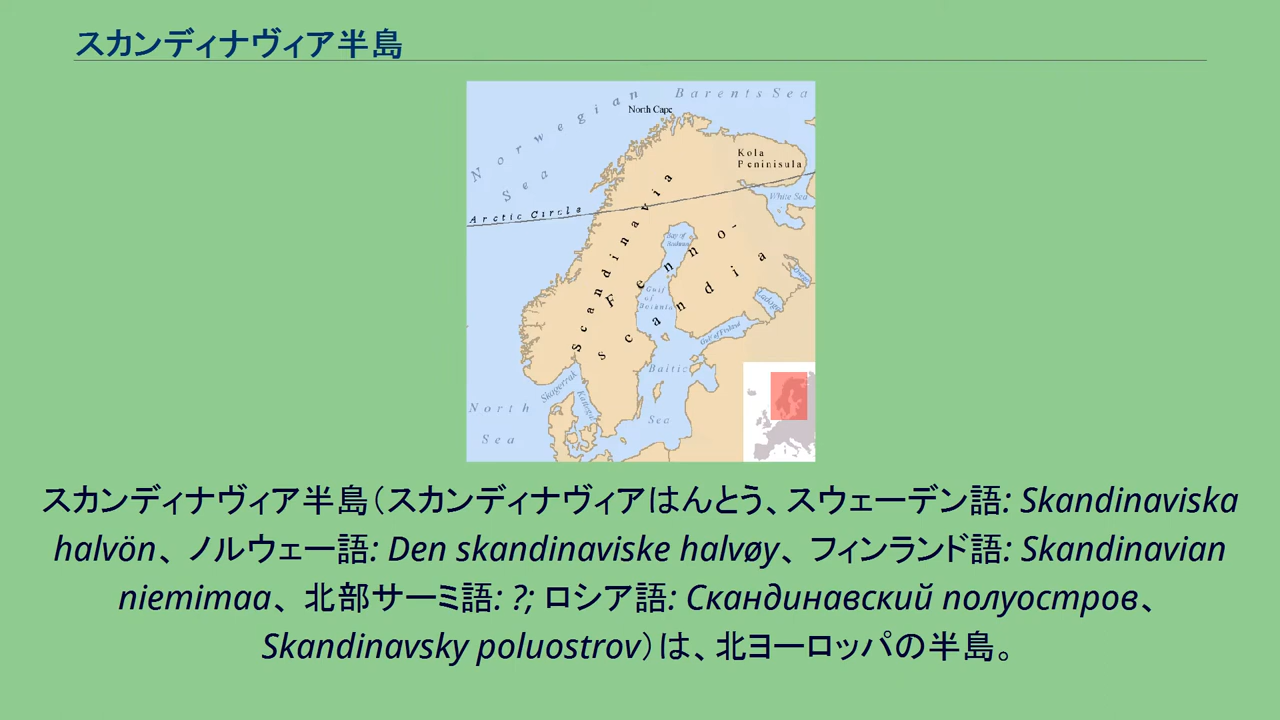 スカンディナヴィア半島
Barents Sea
North Cape
Norwegian
Sea
Kola
Peninisula
White Sea
Arctic Circle
Scandinavia
Fenno-
scandia
Bay of
Gulf
of
Bothnia
Ladoga
Onega
Gulf of Finland
Baltic
Sea
Skagerrak
Kattegat
North
Sea
スカンディナヴィア半島（スカンディナヴィアはんとう、スウェーデン語: Skandinaviska
halvön、ノルウェー語: Den skandinaviske halvøy、フィンランド語: Skandinavian
niemimaa、北部サーミ語: ?; ロシア語: Скандинавский полуостров、
Skandinavsky poluostrov）は、北ヨーロッパの半島。